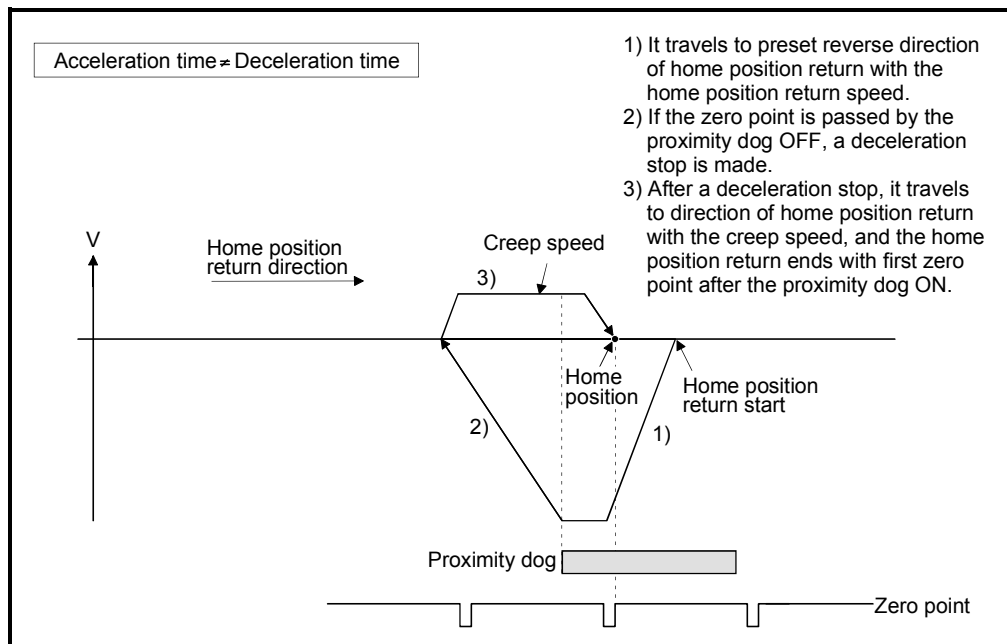 Acceleration time≠Deceleration time
1) It travels to preset reverse direction
of home position return with the
home position return speed.
2) If the zero point is passed by the
proximity dog OFF, a deceleration
stop is made.
3) After a deceleration stop, it travels
to direction of home position return
with the creep speed, and the home
position return ends with first zero
point after the proximity dog ON.
V
Home position
return direction
Creep speed
3)
Home
position
Home position
return start
2)
1)
Proximity dog
Zero point